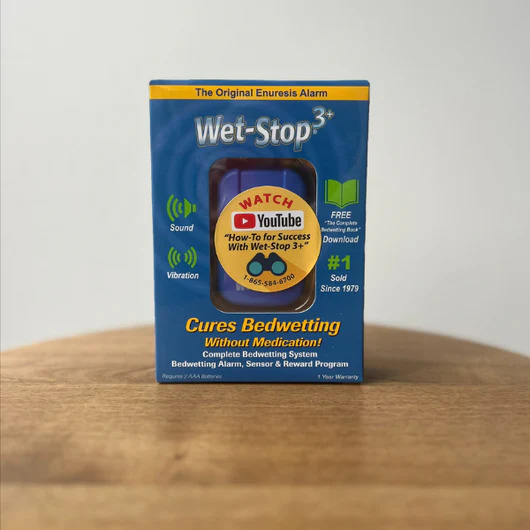 The Original Enuresis Alarm
Wet-Stop.3+
WATCH
YouTube
"How-To for Success
With Wet-Stop 3+"
1-865-584-6700
Sound
Vibration
FREE
"The Complete
Bedwetting Book"
Download
#1
Sold
Since 1979
Cures Bedwetting
Without Medication!
Complete Bedwetting System
Bedwetting Alarm, Sensor & Reward Program
Requires 2 AAA Batteries
1 Year Warranty